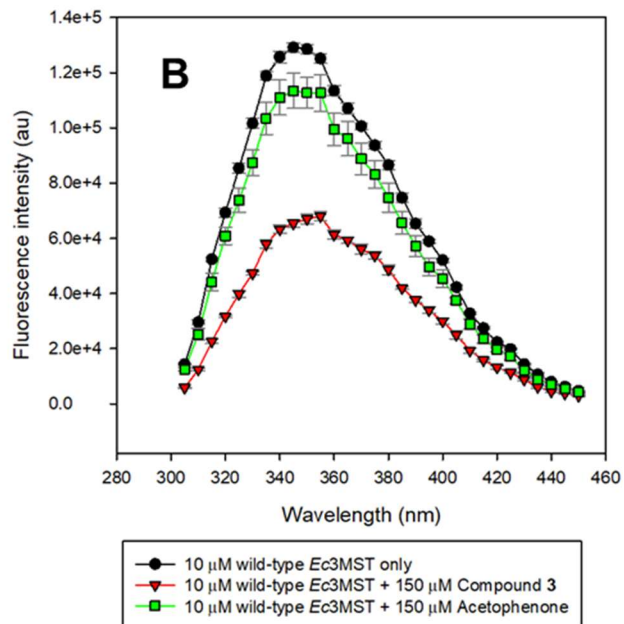 B
1.4e+5
1.2e+5
1.0e+5
8.0e+4
6.0e+4
4.0e+4
2.0e+4
0.0
Fluorescence intensity (au)
280 300 320 340 360 380 400 420 440 460
Wavelength (nm)
10 μM wild-type Ec3MST only
10 μM wild-type Ec3MST + 150 μM Compound 3
10 μM wild-type Ec3MST + 150 μM Acetophenone